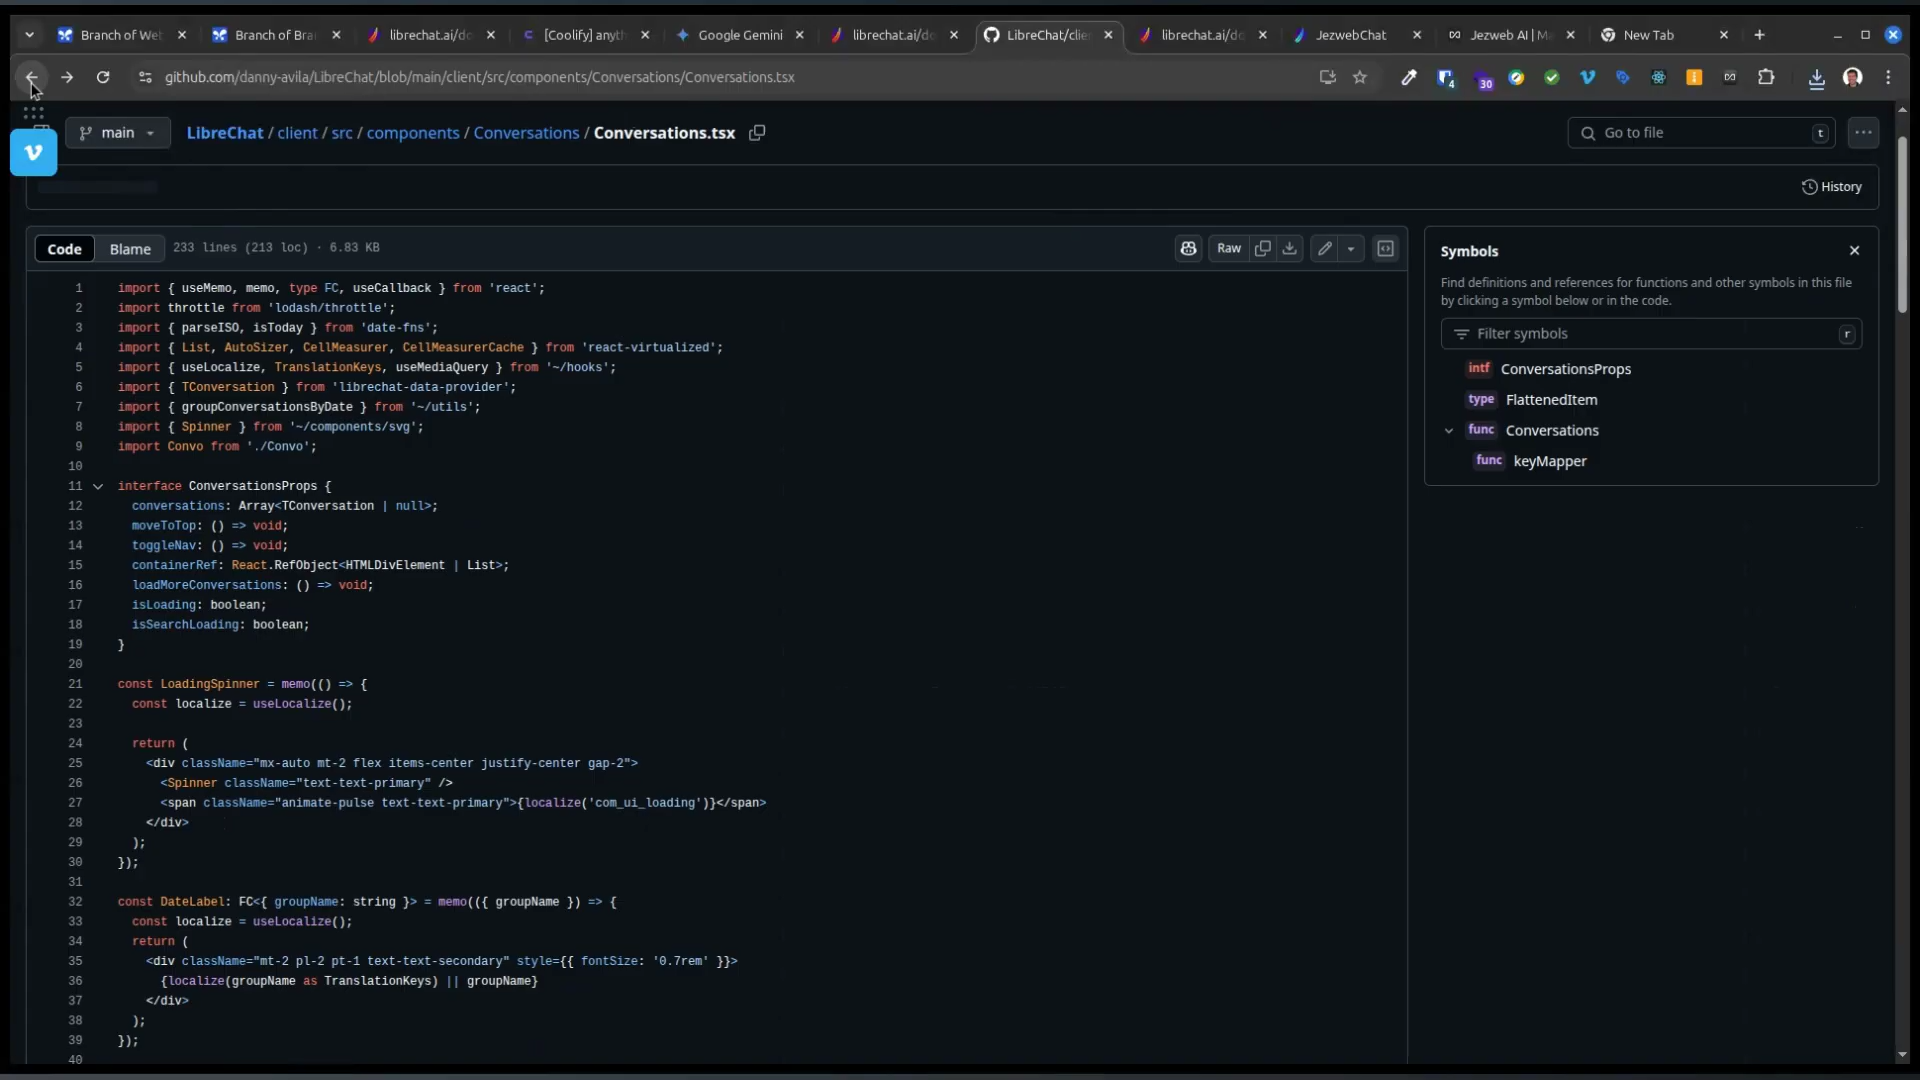 Branch of Web
Branch of Bra
librechat.ai/do
[Coolify] anyth
Google Gemini
librechat.ai/do
LibreChat/clie
librechat.ai/do
JezwebChat
Jezweb AI | Ma
New Tab
github.com/danny-avila/LibreChat/blob/main/client/src/components/Conversations/Conversations.tsx
4
30
main
LibreChat / client / src / components / Conversations / Conversations.tsx
Go to file
t
History
Code
Blame
233 lines (213 loc) · 6.83 KB
Raw
1 import { useMemo, memo, type FC, useCallback } from 'react';
2 import throttle from 'lodash/throttle';
3 import { parseISO, isToday } from 'date-fns';
4 import { List, AutoSizer, CellMeasurer, CellMeasurerCache } from 'react-virtualized';
5 import { useLocalize, TranslationKeys, useMediaQuery } from '~/hooks';
6 import { TConversation } from 'librechat-data-provider';
7 import { groupConversationsByDate } from '~/utils';
8 import { Spinner } from '~/components/svg';
9 import Convo from './Convo';
10
11 interface ConversationsProps {
12 conversations: Array<TConversation | null>;
13 moveToTop: () => void;
14 toggleNav: () => void;
15 containerRef: React.RefObject<HTMLDivElement | List>;
16 loadMoreConversations: () => void;
17 isLoading: boolean;
18 isSearchLoading: boolean;
19 }
20
21 const LoadingSpinner = memo(() => {
22 const localize = useLocalize();
23
24 return (
25 <div className="mx-auto mt-2 flex items-center justify-center gap-2">
26 <Spinner className="text-text-primary" />
27 <span className="animate-pulse text-text-primary">{localize('com_ui_loading')}</span>
28 </div>
29 );
30 });
31
32 const DateLabel: FC<{ groupName: string }> = memo(({ groupName }) => {
33 const localize = useLocalize();
34 return (
35 <div className="mt-2 pl-2 pt-1 text-text-secondary" style={{ fontSize: '0.7rem' }}>
36 {localize(groupName as TranslationKeys) || groupName}
37 </div>
38 );
39 });
40
Symbols
Find definitions and references for functions and other symbols in this file
by clicking a symbol below or in the code.
Filter symbols
r
intf ConversationsProps
type FlattenedItem
func Conversations
func keyMapper